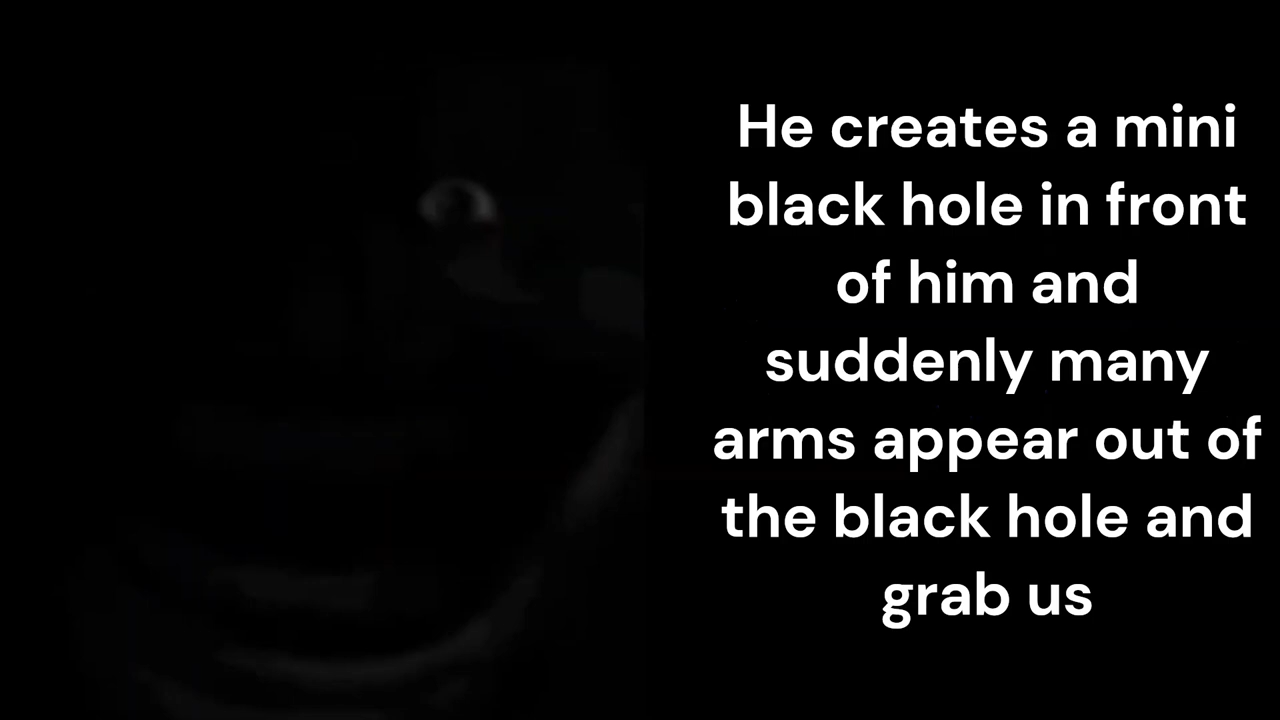 He creates a mini
black hole in front
of him and
suddenly many
arms appear out of
the black hole and
grab us